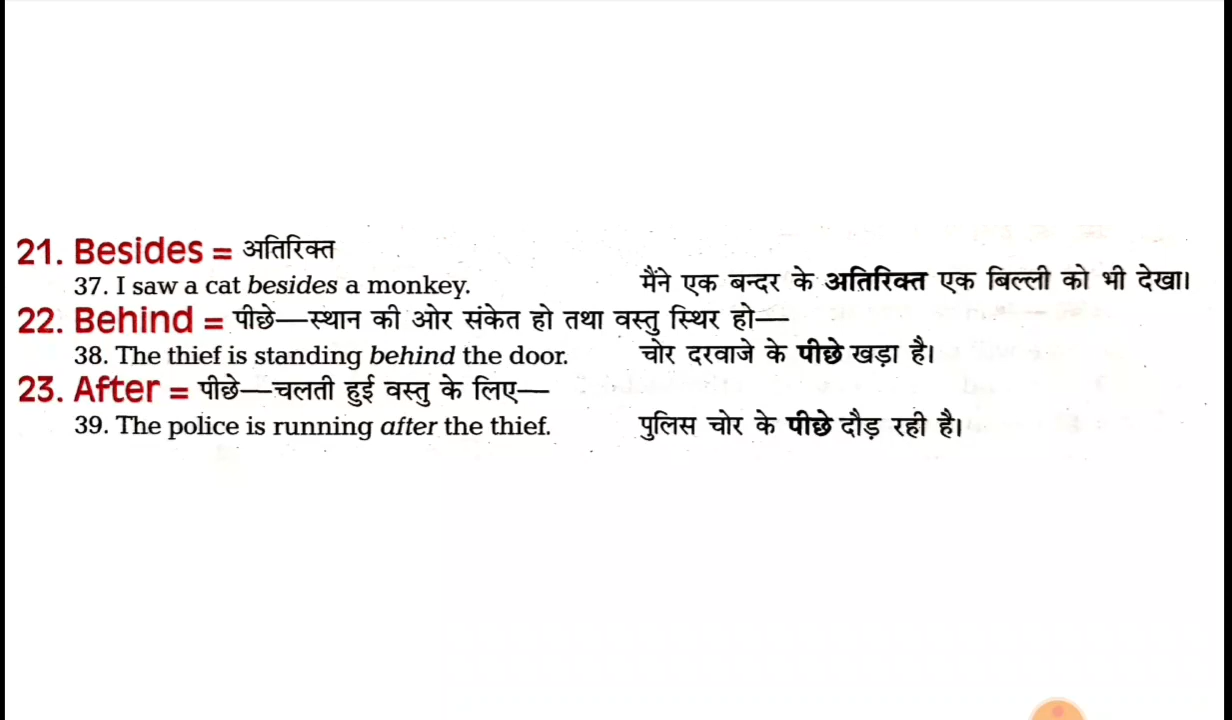 21. Besides = अतिरिक्त
37. I saw a cat besides a monkey. मैंने एक बन्दर के अतिरिक्त एक बिल्ली को भी देखा।
22. Behind = पीछे—स्थान की ओर संकेत हो तथा वस्तु स्थिर हो—
38. The thief is standing behind the door. चोर दरवाजे के पीछे खड़ा है।
23. After = पीछे—चलती हुई वस्तु के लिए—
39. The police is running after the thief. पुलिस चोर के पीछे दौड़ रही है।